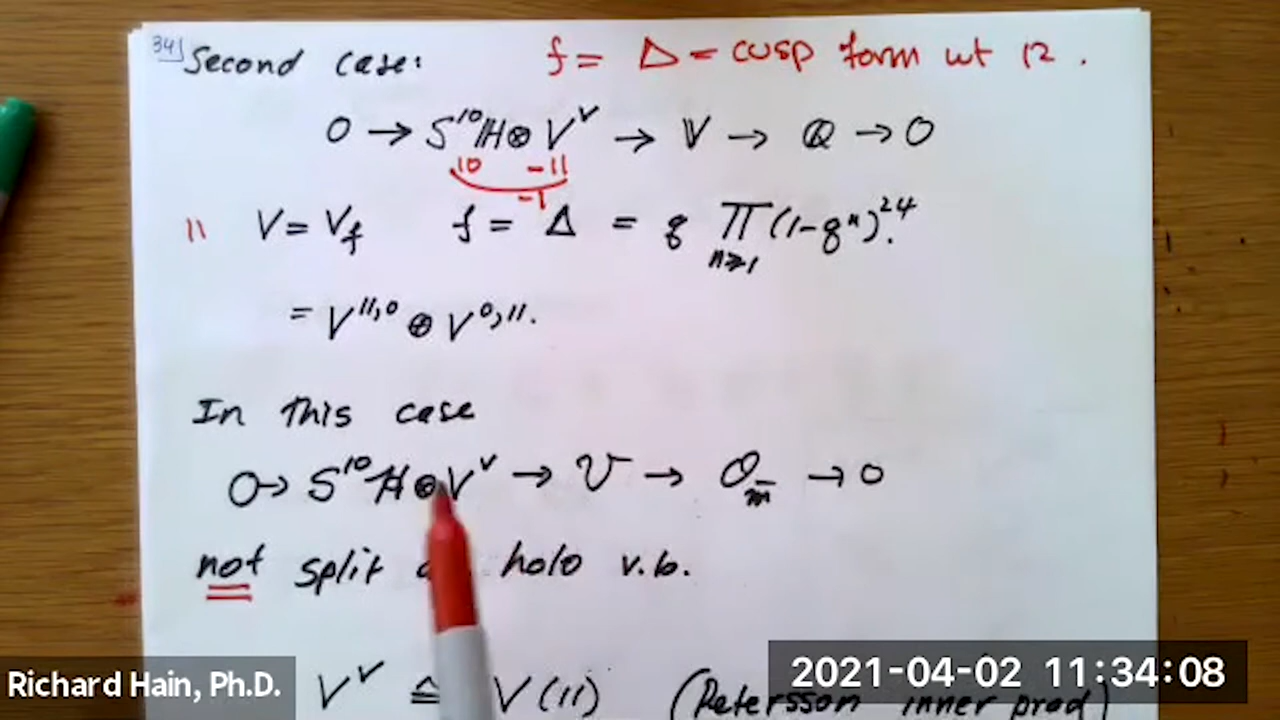 34] Second case: f = Δ = cusp form wt 12.
0 → S¹⁰ℍ ⊗ V^∨ → 𝕍 → ℚ → 0
10 -11
-1
11 V = V_f f = Δ = q ∏_{n≥1} (1-qⁿ)²⁴.
= V^{11,0} ⊕ V^{0,11}.
In this case
0 → S¹⁰ℋ ⊗ V^∨ → 𝒱 → 𝒪_{m̄} → 0
not split holo v.b.
V^∨ ≅ V(11) (Petersson inner prod)
Richard Hain, Ph.D.
2021-04-02 11:34:08